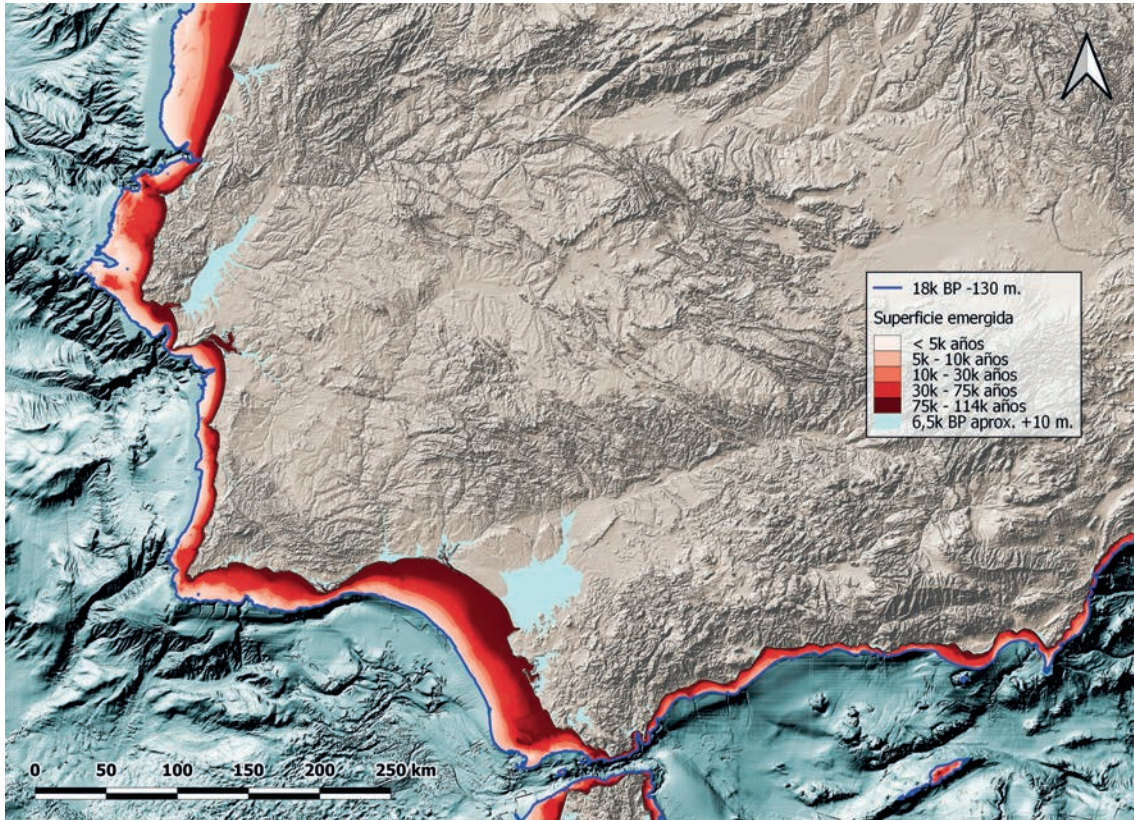 18k BP -130 m.
Superficie emergida
< 5k años
5k - 10k años
10k - 30k años
30k - 75k años
75k - 114k años
6,5k BP aprox. +10 m.
0 50 100 150 200 250 km